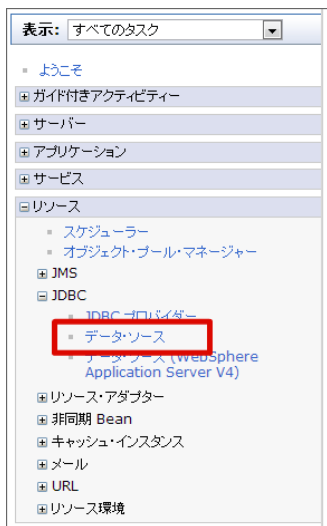 表示: すべてのタスク
ようこそ
ガイド付きアクティビティー
サーバー
アプリケーション
サービス
リソース
スケジューラー
オブジェクト・プール・マネージャー
JMS
JDBC
JDBC プロバイダー
データ・ソース
データ・ソース (WebSphere
Application Server V4)
リソース・アダプター
非同期 Bean
キャッシュ・インスタンス
メール
URL
リソース環境